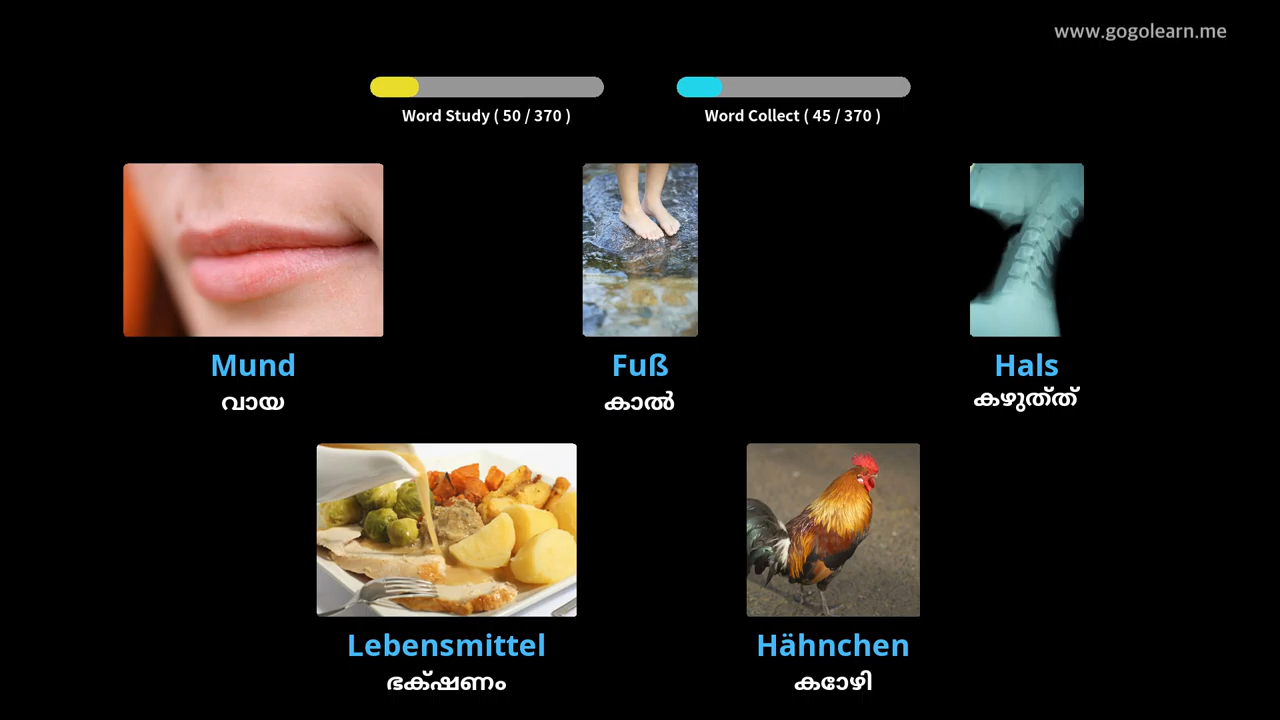 www.gogolearn.me
Word Study ( 50 / 370 )
Word Collect ( 45 / 370 )
Mund
വായ
Fuß
കാൽ
Hals
കഴുത്ത്
Lebensmittel
ഭക്ഷണം
Hähnchen
കോഴി